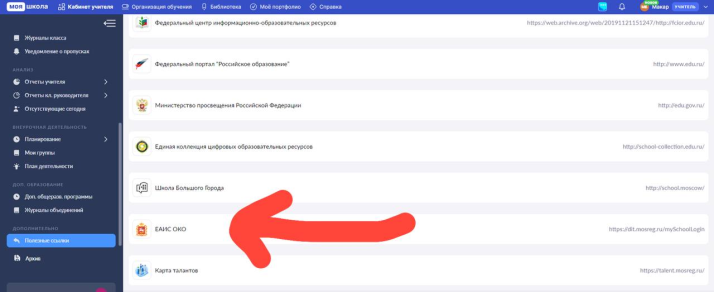 МОЯ ШКОЛА Кабинет учителя Организация обучения Библиотека Моё портфолио Справка Макар УЧИТЕЛЬ
Журналы класса
Уведомление о пропусках
АНАЛИЗ
Отчеты учителя
Отчеты кл. руководителя
Отсутствующие сегодня
ВНЕУРОЧНАЯ ДЕЯТЕЛЬНОСТЬ
Планирование
Мои группы
План деятельности
ДОП. ОБРАЗОВАНИЕ
Доп. общеразв. программы
Журналы объединений
ДОПОЛНИТЕЛЬНО
Полезные ссылки
Архив
Федеральный центр информационно-образовательных ресурсов https://web.archive.org/web/20191121151247/http://fcior.edu.ru/
Федеральный портал "Российское образование" http://www.edu.ru/
Министерство просвещения Российской Федерации http://edu.gov.ru/
Единая коллекция цифровых образовательных ресурсов http://school-collection.edu.ru/
Школа Большого Города http://school.moscow/
ЕАИС ОКО https://dlt.mosreg.ru/mySchoolLogin
Карта талантов https://talent.mosreg.ru/